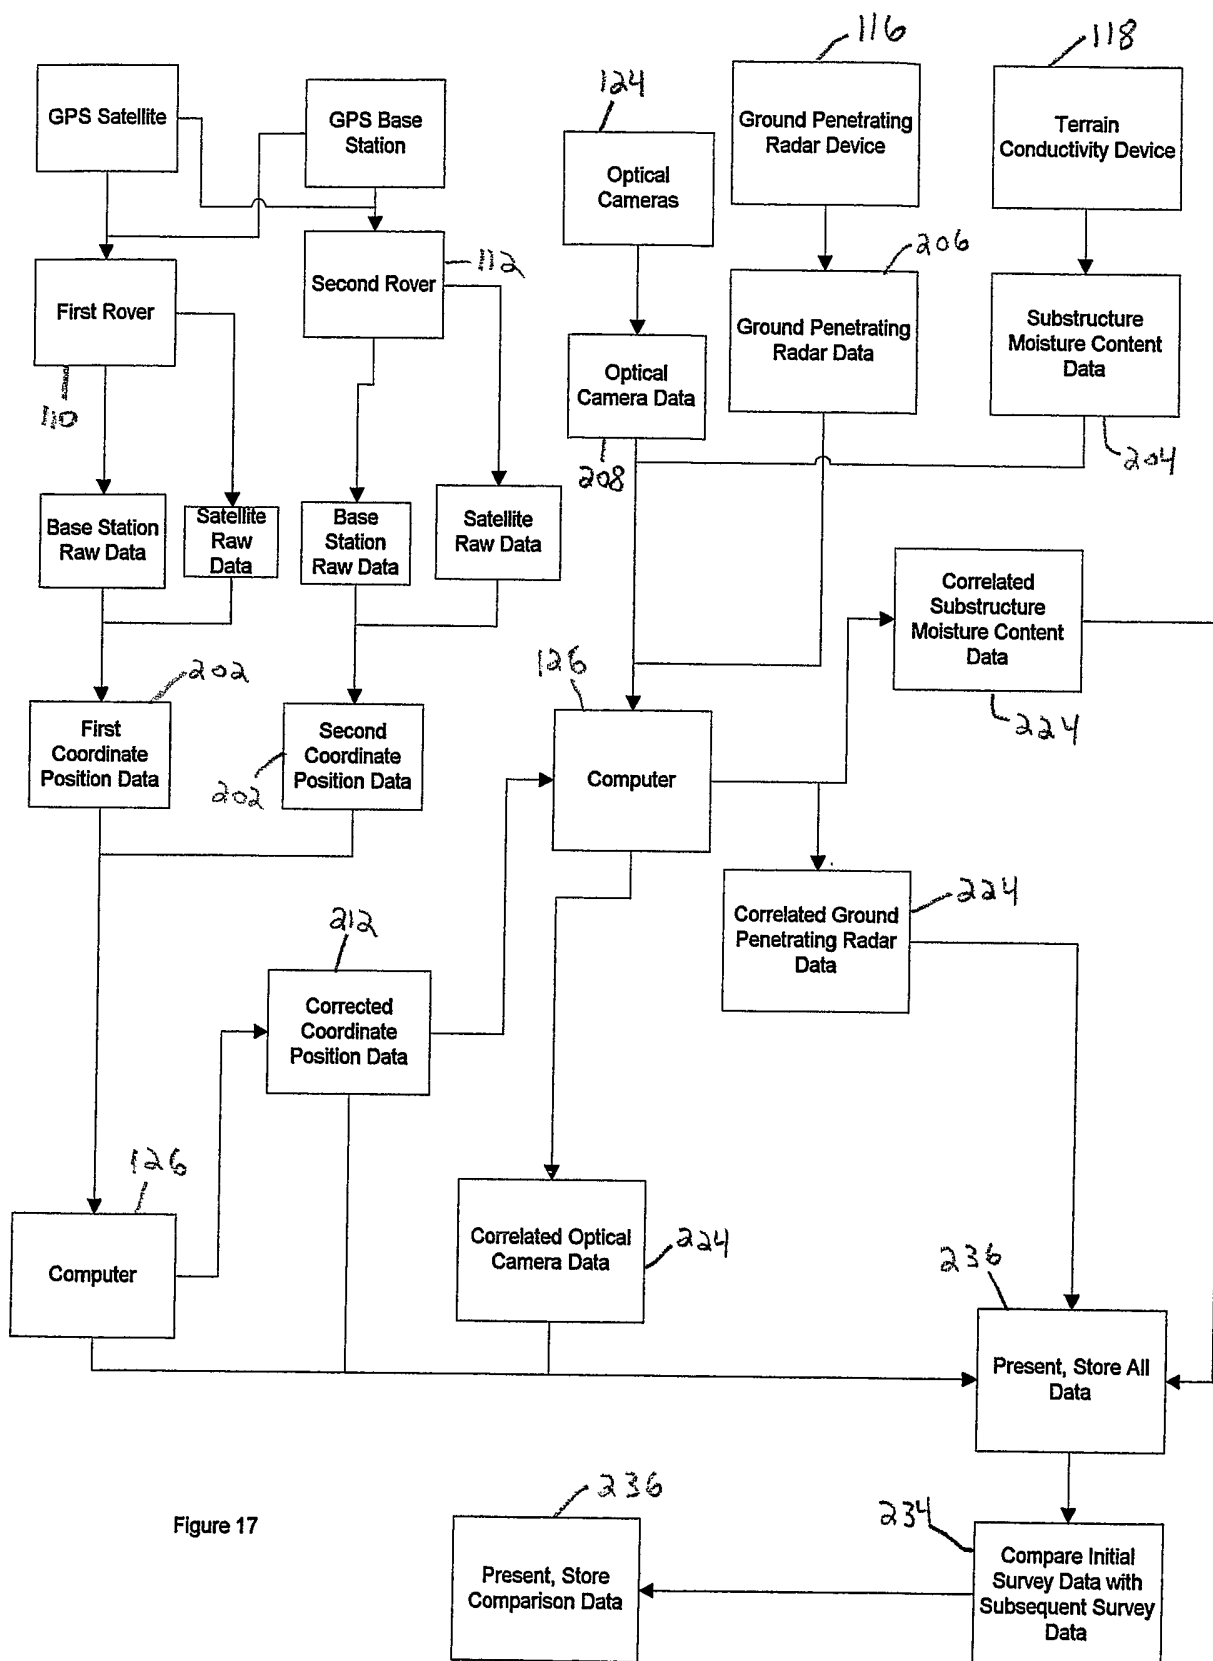 116
118
124
GPS Satellite
GPS Base
Station
Ground Penetrating
Radar Device
Terrain
Conductivity Device
Optical
Cameras
206
112
Second Rover
First Rover
Ground Penetrating
Radar Data
Substructure
Moisture Content
Data
Optical
Camera Data
110
208
204
Base Station
Raw Data
Satellite
Raw
Data
Base
Station
Raw Data
Satellite
Raw Data
Correlated
Substructure
Moisture Content
Data
202
126
224
First
Coordinate
Position Data
Second
Coordinate
Position Data
202
Computer
224
212
Correlated Ground
Penetrating Radar
Data
Corrected
Coordinate
Position Data
126
Correlated Optical
Camera Data
224
Computer
236
Present, Store All
Data
236
234
Figure 17
Present, Store
Comparison Data
Compare Initial
Survey Data with
Subsequent Survey
Data